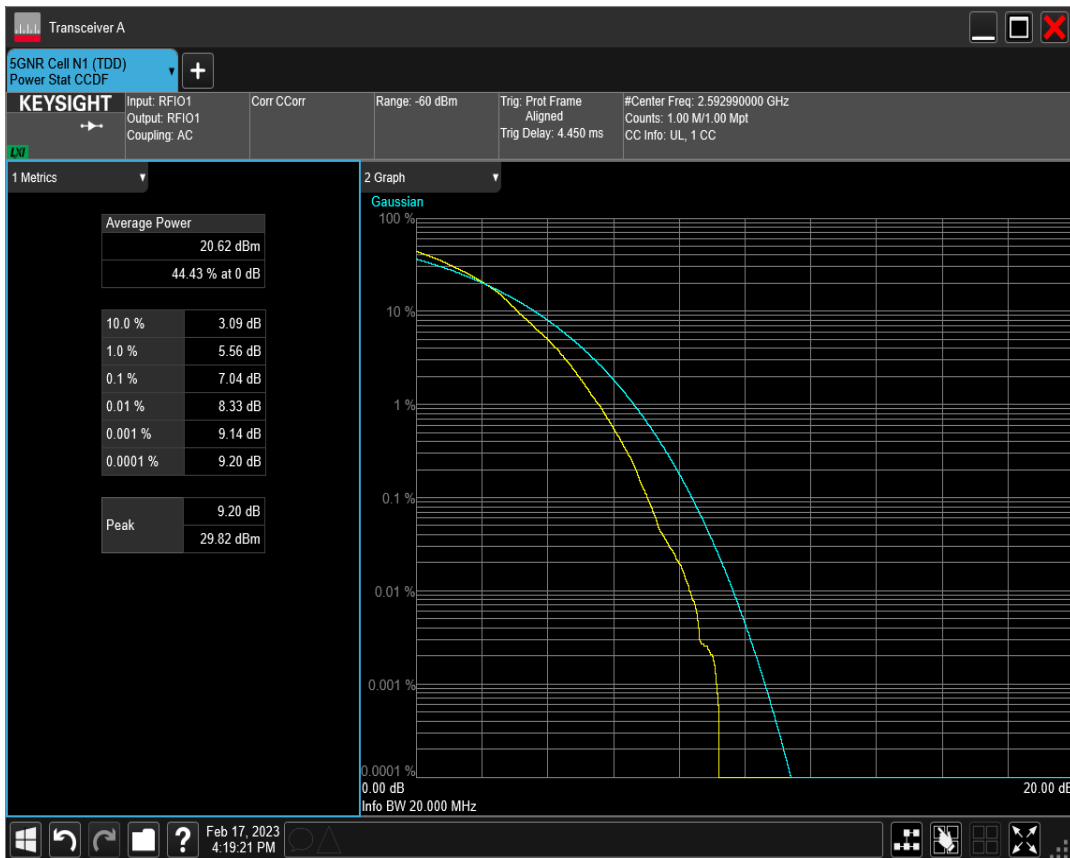 Transceiver A
5GNR Cell N1 (TDD)
Power Stat CCDF
+
KEYSIGHT
LXI
Input: RFIO1
Output: RFIO1
Coupling: AC
Corr CCorr
Range: -60 dBm
Trig: Prot Frame
Aligned
Trig Delay: 4.450 ms
#Center Freq: 2.592990000 GHz
Counts: 1.00 M/1.00 Mpt
CC Info: UL, 1 CC
1 Metrics
Average Power
20.62 dBm
44.43 % at 0 dB
10.0 % 3.09 dB
1.0 % 5.56 dB
0.1 % 7.04 dB
0.01 % 8.33 dB
0.001 % 9.14 dB
0.0001 % 9.20 dB
Peak
9.20 dB
29.82 dBm
2 Graph
Gaussian
100 %
10 %
1 %
0.1 %
0.01 %
0.001 %
0.0001 %
0.00 dB
20.00 dB
Info BW 20.000 MHz
?
Feb 17, 2023
4:19:21 PM